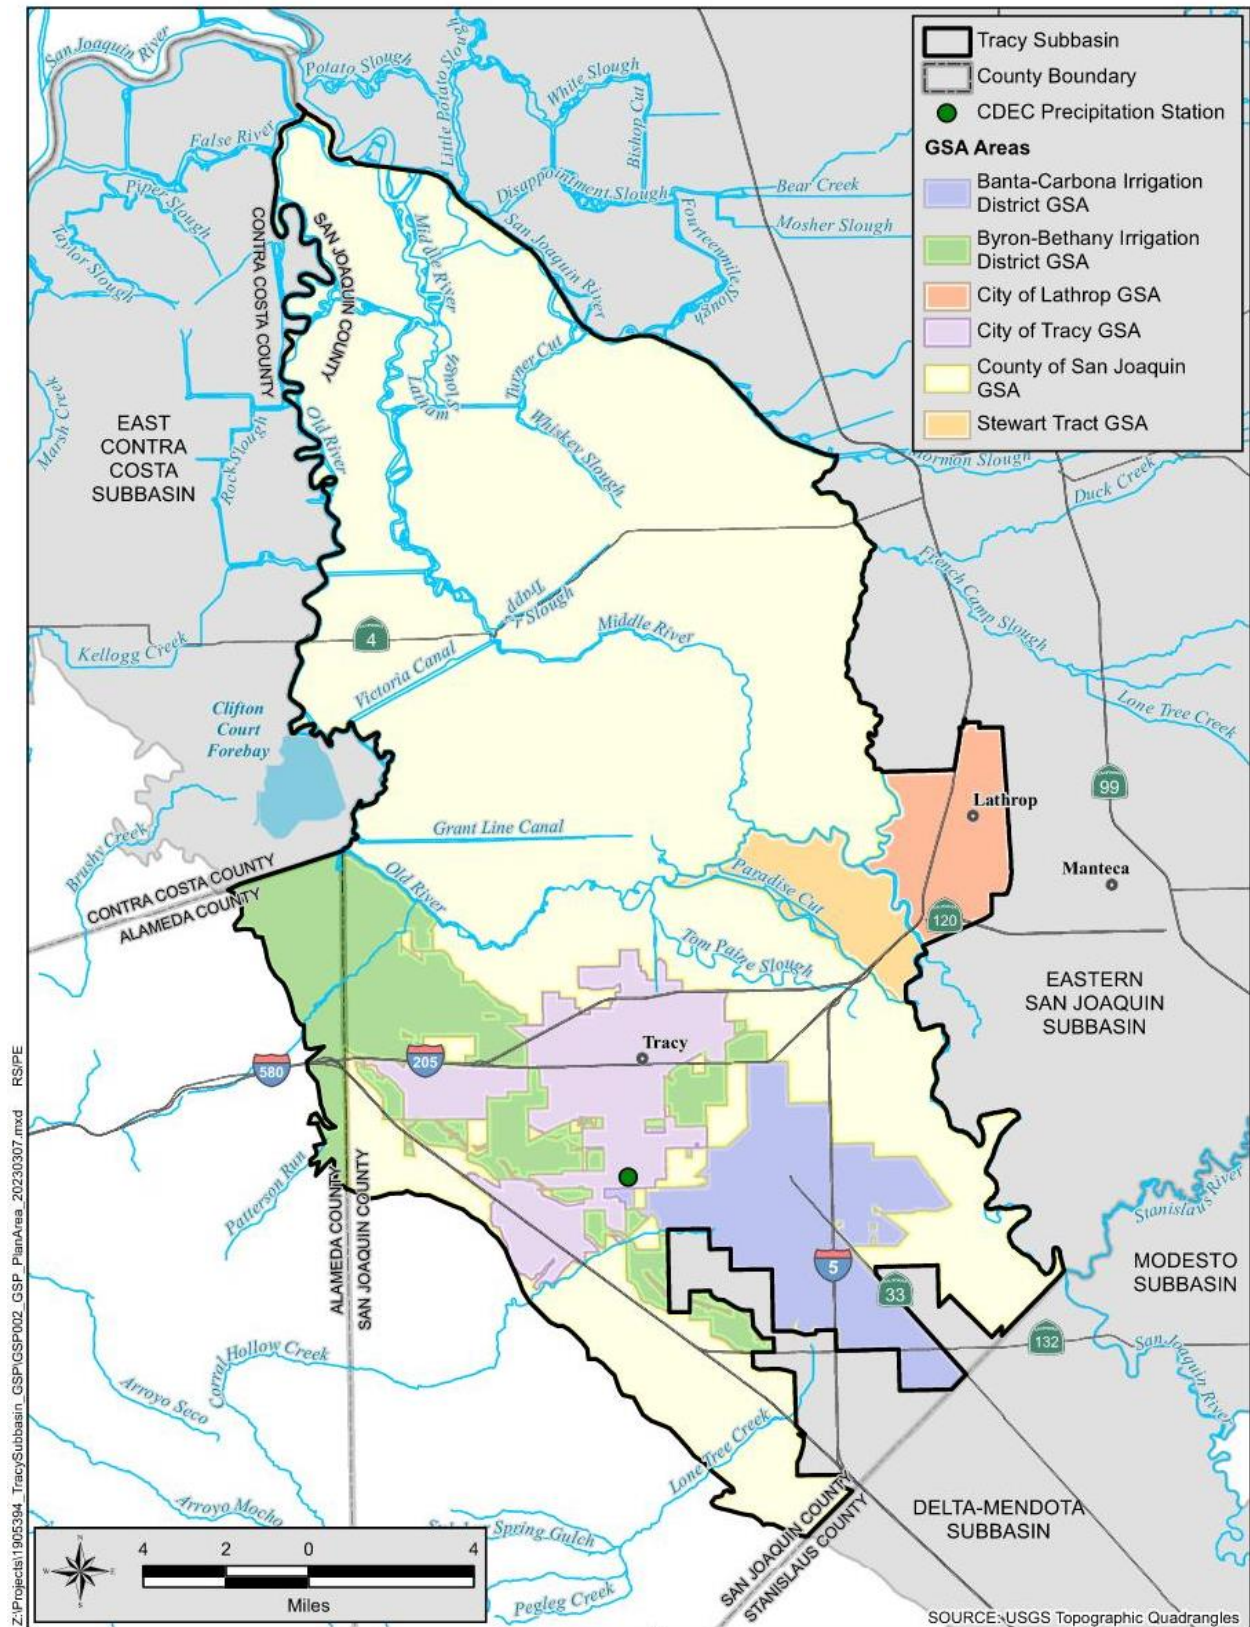 San Joaquin River
Potato Slough
Little Potato Slough
White Slough
Bishop Cut
False River
Piper Slough
Taylor Slough
Disappointment Slough
Bear Creek
Mosher Slough
Fourteenmile Slough
San Joaquin River
Middle River
CONTRA COSTA COUNTY
SAN JOAQUIN COUNTY
Tracy Subbasin
County Boundary
CDEC Precipitation Station
GSA Areas
Banta-Carbona Irrigation
District GSA
Byron-Bethany Irrigation
District GSA
City of Lathrop GSA
City of Tracy GSA
County of San Joaquin
GSA
Stewart Tract GSA
Marsh Creek
EAST
CONTRA
COSTA
SUBBASIN
Rock Slough
Old River
Latham
Slough
Turner Cut
Whiskey Slough
Mormon Slough
Duck Creek
French Camp Slough
Lone Tree Creek
Trapp
Slough
Middle River
4
Kellogg Creek
Victoria Canal
Clifton
Court
Forebay
99
Lathrop
Grant Line Canal
Brushy Creek
Old River
Paradise Cut
Manteca
CONTRA COSTA COUNTY
ALAMEDA COUNTY
120
Tom Paine Slough
EASTERN
SAN JOAQUIN
SUBBASIN
Tracy
580
205
Patterson Run
ALAMEDA COUNTY
SAN JOAQUIN COUNTY
Stanislaus River
MODESTO
SUBBASIN
5
33
132
San Joaquin River
Corral Hollow Creek
Arroyo Seco
Lone Tree Creek
Arroyo Mocho
Spring Gulch
Pegleg Creek
DELTA-MENDOTA
SUBBASIN
SAN JOAQUIN COUNTY
STANISLAUS COUNTY
N
W
E
S
4 2 0 4
Miles
SOURCE: USGS Topographic Quadrangles
Z:\Projects\1905394_TracySubbasin_GSP\GSP002_GSP_PlanArea_20230307.mxd RS/PE